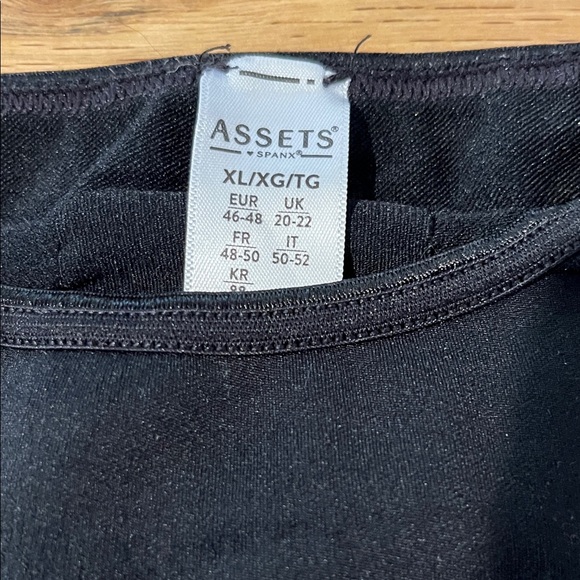 ASSETS®
♥ SPANX®
XL/XG/TG
EUR UK
46-48 20-22
FR IT
48-50 50-52
KR